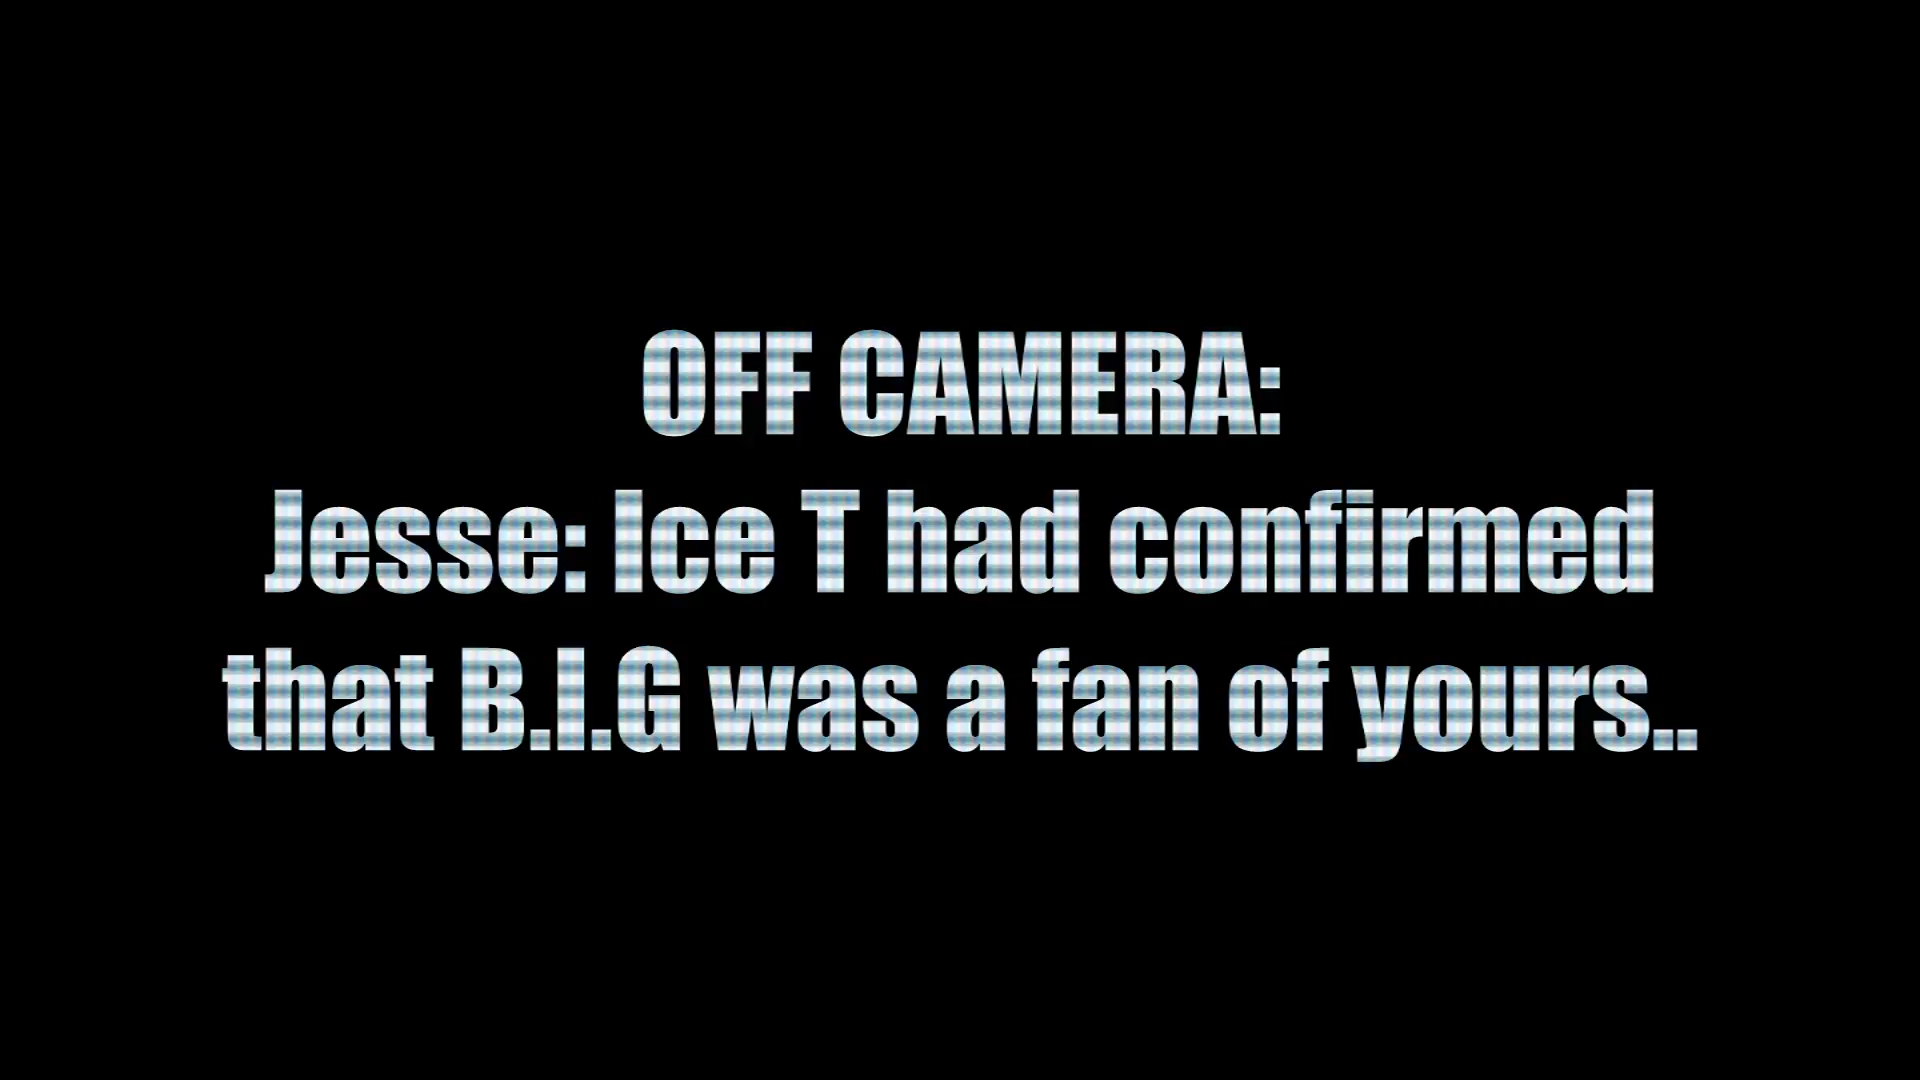 OFF CAMERA:
Jesse: Ice T had confirmed
that B.I.G was a fan of yours..